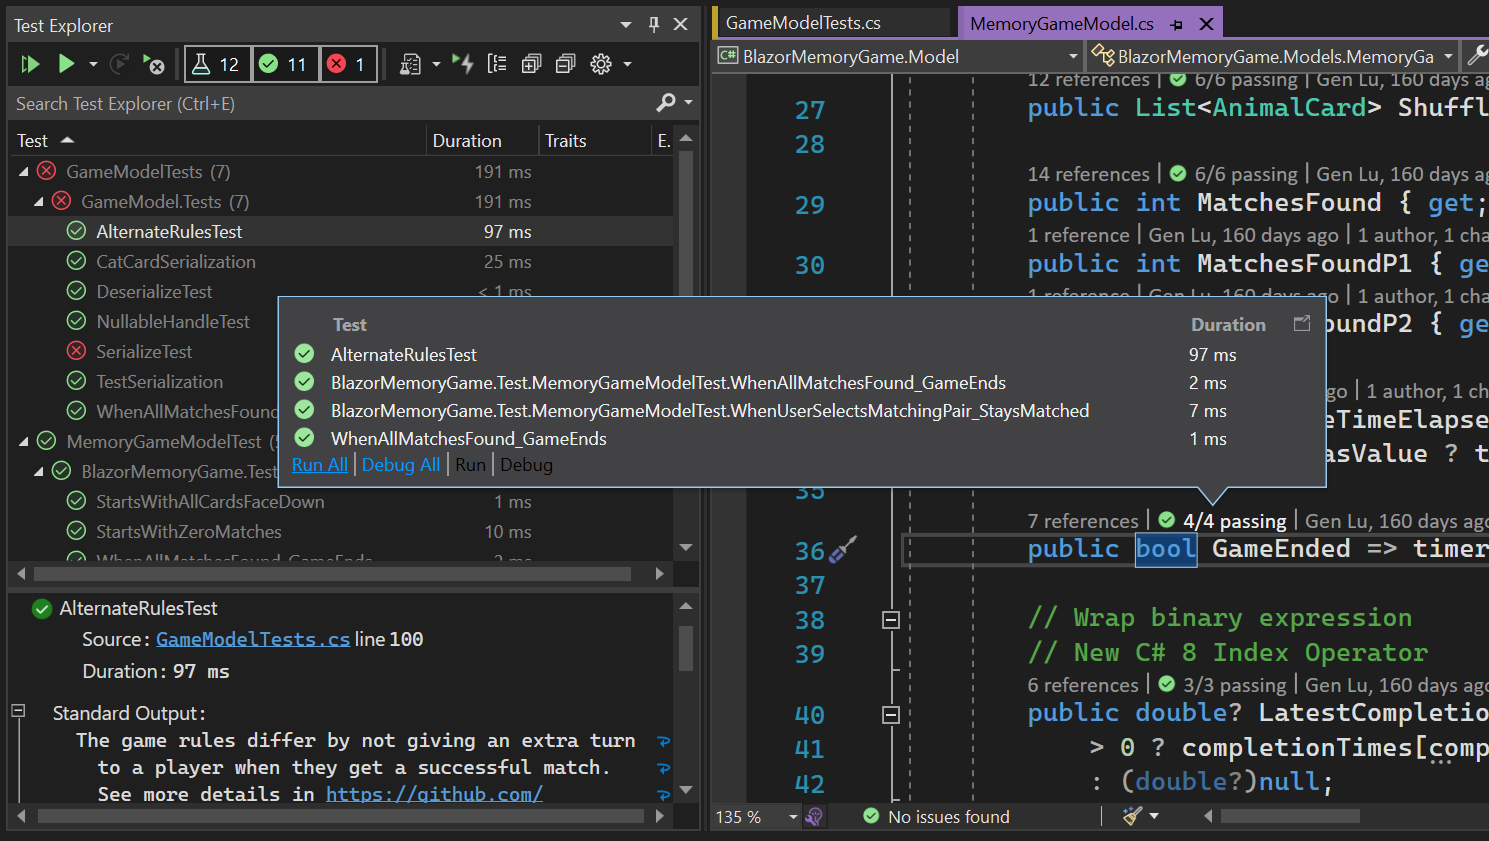 Test Explorer
12 11 1
Search Test Explorer (Ctrl+E)
Test Duration Traits E.
GameModelTests (7) 191 ms
GameModel.Tests (7) 191 ms
AlternateRulesTest 97 ms
CatCardSerialization 25 ms
DeserializeTest < 1 ms
NullableHandleTest
SerializeTest
TestSerialization
WhenAllMatchesFound
MemoryGameModelTest
BlazorMemoryGame.Test
StartsWithAllCardsFaceDown 1 ms
StartsWithZeroMatches 10 ms
WhenAllMatchesFound_GameEnds 2 ms
AlternateRulesTest
Source: GameModelTests.cs line 100
Duration: 97 ms
Standard Output:
The game rules differ by not giving an extra turn
to a player when they get a successful match.
See more details in https://github.com/
Test Duration
AlternateRulesTest 97 ms
BlazorMemoryGame.Test.MemoryGameModelTest.WhenAllMatchesFound_GameEnds 2 ms
BlazorMemoryGame.Test.MemoryGameModelTest.WhenUserSelectsMatchingPair_StaysMatched 7 ms
WhenAllMatchesFound_GameEnds 1 ms
Run All | Debug All | Run | Debug
GameModelTests.cs MemoryGameModel.cs
C# BlazorMemoryGame.Model BlazorMemoryGame.Models.MemoryGa
12 references | 6/6 passing | Gen Lu, 160 days ag
27 public List<AnimalCard> Shuffl
28
14 references | 6/6 passing | Gen Lu, 160 days ag
29 public int MatchesFound { get;
1 reference | Gen Lu, 160 days ago | 1 author, 1 cha
30 public int MatchesFoundP1 { ge
1 reference | Gen Lu, 160 days ago | 1 author, 1 cha
oundP2 { ge
go | 1 author, 1 cha
eTimeElapse
asValue ? t
35
7 references | 4/4 passing | Gen Lu, 160 days ago
36 public bool GameEnded => timer
37
38 // Wrap binary expression
39 // New C# 8 Index Operator
6 references | 3/3 passing | Gen Lu, 160 days ago
40 public double? LatestCompletio
41 > 0 ? completionTimes[comp
42 : (double?)null;
135 % No issues found